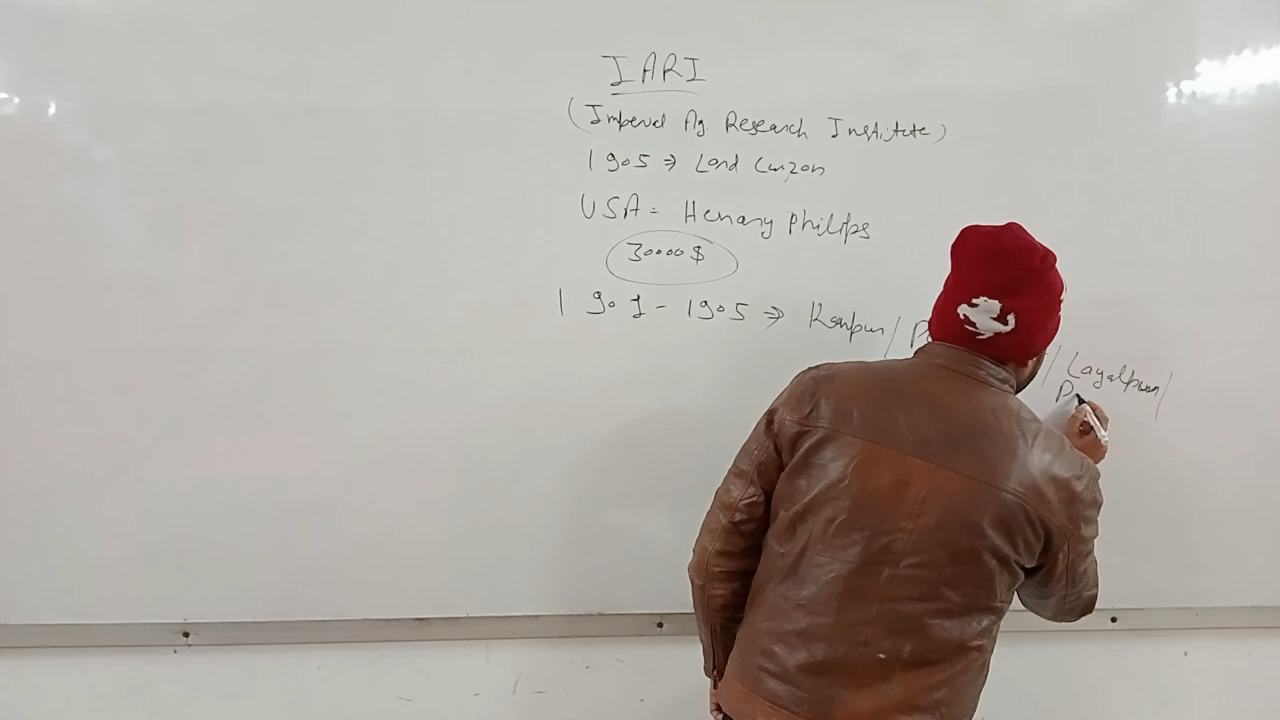 IARI
(Imperial Ag. Research Institute)
1905 ⇒ Lord Curzon
USA = Henary Philips
30000 $
1901 - 1905 ⇒ Kanpur / P / Layalpur /
P